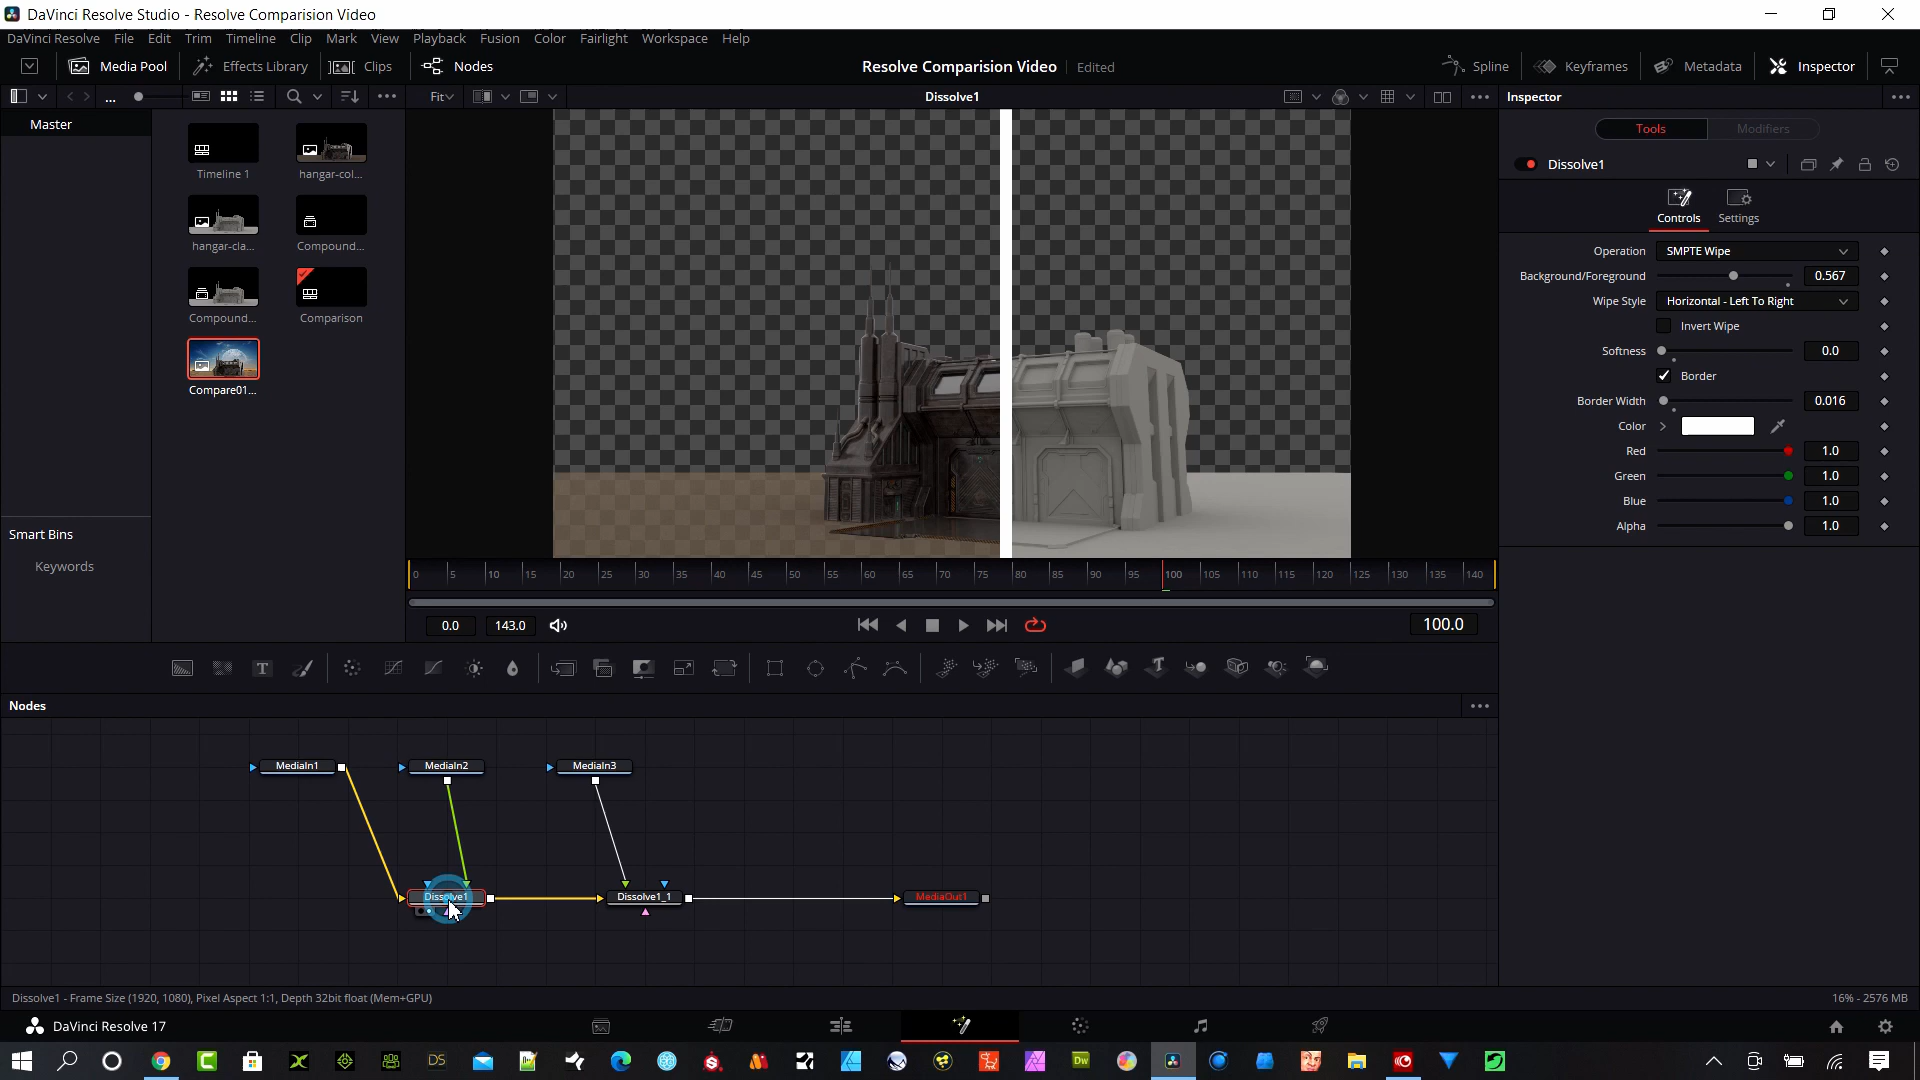 DaVinci Resolve Studio - Resolve Comparision Video
DaVinci Resolve File Edit Trim Timeline Clip Mark View Playback Fusion Color Fairlight Workspace Help
Media Pool Effects Library Clips Nodes Resolve Comparision Video Edited Spline Keyframes Metadata Inspector
... Fit Dissolve1 Inspector
Master
Tools Modifiers
Timeline 1 hangar-col...
Dissolve1
Controls Settings
hangar-cla... Compound...
Operation SMPTE Wipe
Background/Foreground 0.567
Wipe Style Horizontal - Left To Right
Compound... Comparison
Invert Wipe
Softness 0.0
Border
Compare01...
Border Width 0.016
Color
Red 1.0
Green 1.0
Blue 1.0
Alpha 1.0
Smart Bins
Keywords
0 5 10 15 20 25 30 35 40 45 50 55 60 65 70 75 80 85 90 95 100 105 110 115 120 125 130 135 140
0.0 143.0 100.0
T T
Nodes
MediaIn1 MediaIn2 MediaIn3
Dissolve1 Dissolve1_1 MediaOut1
Dissolve1 - Frame Size (1920, 1080), Pixel Aspect 1:1, Depth 32bit float (Mem+GPU) 16% - 2576 MB
DaVinci Resolve 17
DS Dw